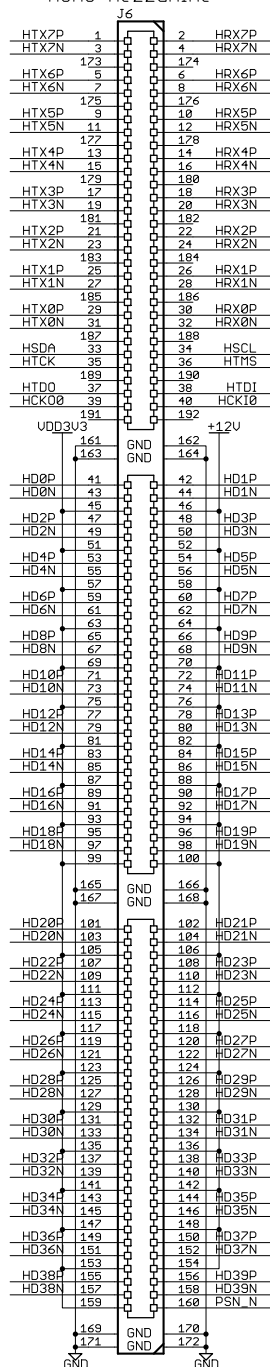 J6
HTX7P 1 2 HRX7P
HTX7N 3 4 HRX7N
173 174
HTX6P 5 6 HRX6P
HTX6N 7 8 HRX6N
175 176
HTX5P 9 10 HRX5P
HTX5N 11 12 HRX5N
177 178
HTX4P 13 14 HRX4P
HTX4N 15 16 HRX4N
179 180
HTX3P 17 18 HRX3P
HTX3N 19 20 HRX3N
181 182
HTX2P 21 22 HRX2P
HTX2N 23 24 HRX2N
183 184
HTX1P 25 26 HRX1P
HTX1N 27 28 HRX1N
185 186
HTX0P 29 30 HRX0P
HTX0N 31 32 HRX0N
187 188
HSDA 33 34 HSCL
HTCK 35 36 HTMS
189 190
HTDO 37 38 HTDI
HCKO0 39 40 HCKI0
191 192
VDD3V3 +12V
161 GND 162
163 GND 164
HD0P 41 42 HD1P
HD0N 43 44 HD1N
45 46
HD2P 47 48 HD3P
HD2N 49 50 HD3N
51 52
HD4P 53 54 HD5P
HD4N 55 56 HD5N
57 58
HD6P 59 60 HD7P
HD6N 61 62 HD7N
63 64
HD8P 65 66 HD9P
HD8N 67 68 HD9N
69 70
HD10P 71 72 HD11P
HD10N 73 74 HD11N
75 76
HD12P 77 78 HD13P
HD12N 79 80 HD13N
81 82
HD14P 83 84 HD15P
HD14N 85 86 HD15N
87 88
HD16P 89 90 HD17P
HD16N 91 92 HD17N
93 94
HD18P 95 96 HD19P
HD18N 97 98 HD19N
99 100
165 GND 166
167 GND 168
HD20P 101 102 HD21P
HD20N 103 104 HD21N
105 106
HD22P 107 108 HD23P
HD22N 109 110 HD23N
111 112
HD24P 113 114 HD25P
HD24N 115 116 HD25N
117 118
HD26P 119 120 HD27P
HD26N 121 122 HD27N
123 124
HD28P 125 126 HD29P
HD28N 127 128 HD29N
129 130
HD30P 131 132 HD31P
HD30N 133 134 HD31N
135 136
HD32P 137 138 HD33P
HD32N 139 140 HD33N
141 142
HD34P 143 144 HD35P
HD34N 145 146 HD35N
147 148
HD36P 149 150 HD37P
HD36N 151 152 HD37N
153 154
HD38P 155 156 HD39P
HD38N 157 158 HD39N
159 160 PSN_N
169 GND 170
171 GND 172
GND GND